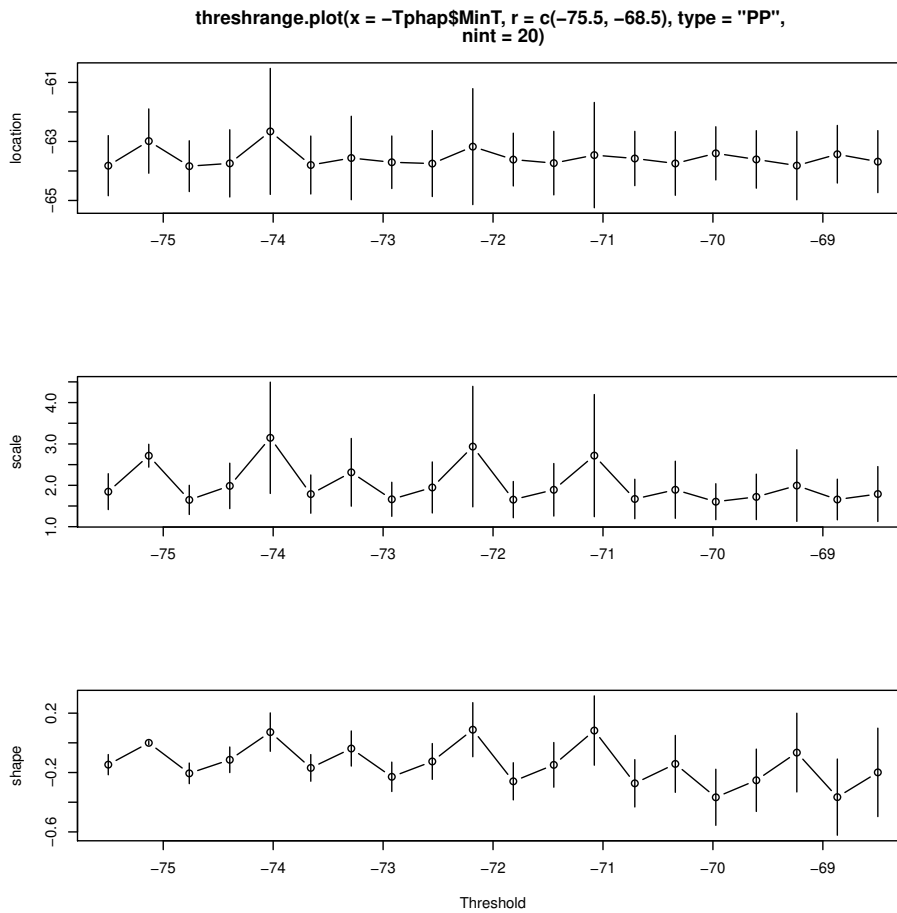 threshrange.plot(x = −Tphap$MinT, r = c(−75.5, −68.5), type = "PP",
nint = 20)
location
−61
−63
−65
−75 −74 −73 −72 −71 −70 −69
scale
4.0
3.0
2.0
1.0
−75 −74 −73 −72 −71 −70 −69
shape
0.2
−0.2
−0.6
−75 −74 −73 −72 −71 −70 −69
Threshold